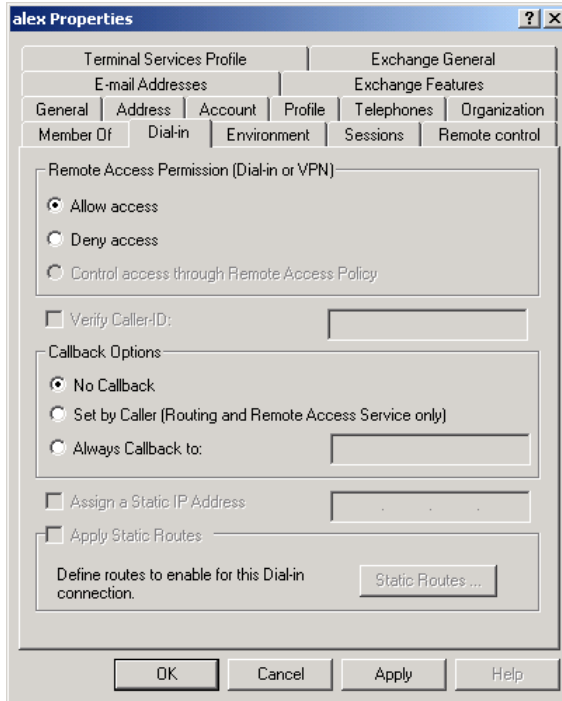 alex Properties
Terminal Services Profile Exchange General
E-mail Addresses Exchange Features
General Address Account Profile Telephones Organization
Member Of Dial-in Environment Sessions Remote control
Remote Access Permission (Dial-in or VPN)
Allow access
Deny access
Control access through Remote Access Policy
Verify Caller-ID:
Callback Options
No Callback
Set by Caller (Routing and Remote Access Service only)
Always Callback to:
Assign a Static IP Address
Apply Static Routes
Define routes to enable for this Dial-in
connection.
Static Routes ...
OK Cancel Apply Help